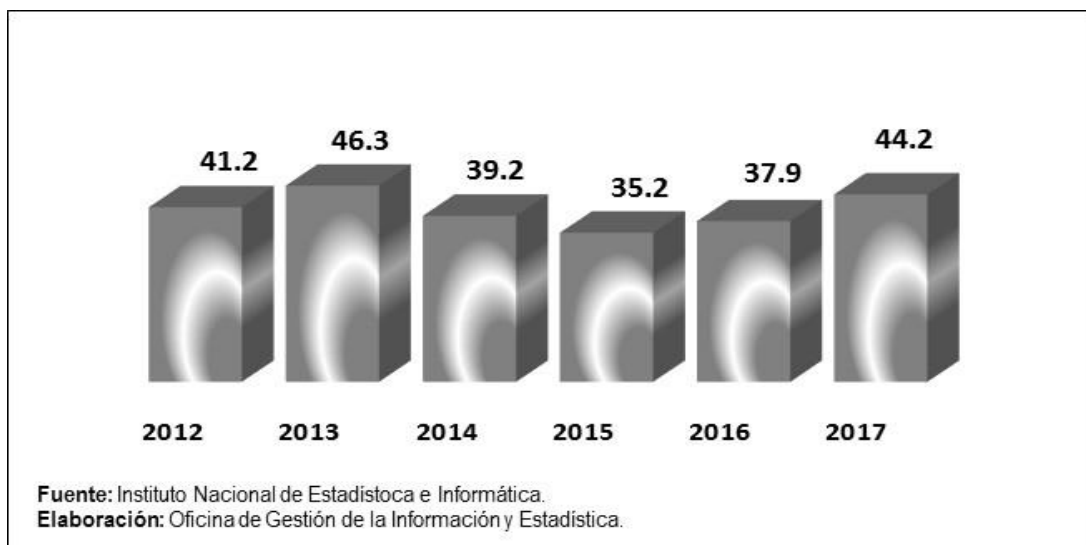 41.2
46.3
39.2
35.2
37.9
44.2
2012 2013 2014 2015 2016 2017
Fuente: Instituto Nacional de Estadístoca e Informática.
Elaboración: Oficina de Gestión de la Información y Estadística.